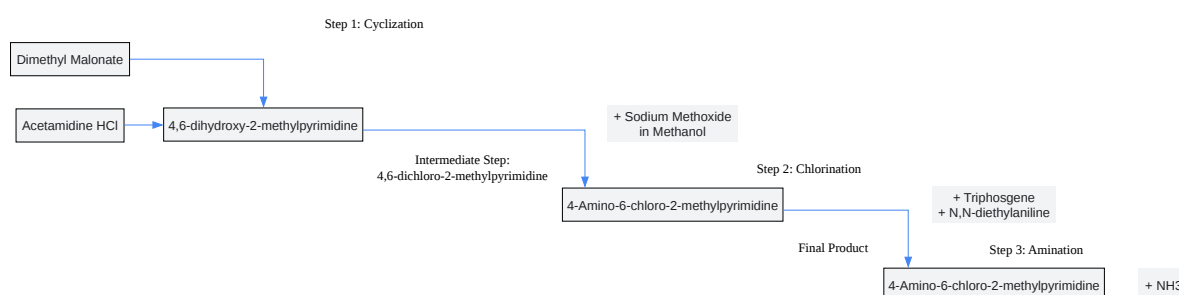 Step 1: Cyclization
Dimethyl Malonate
Acetamidine HCl
4,6-dihydroxy-2-methylpyrimidine
+ Sodium Methoxide
in Methanol
Intermediate Step:
4,6-dichloro-2-methylpyrimidine
Step 2: Chlorination
4-Amino-6-chloro-2-methylpyrimidine
+ Triphosgene
+ N,N-diethylaniline
Final Product
Step 3: Amination
4-Amino-6-chloro-2-methylpyrimidine
+ NH3